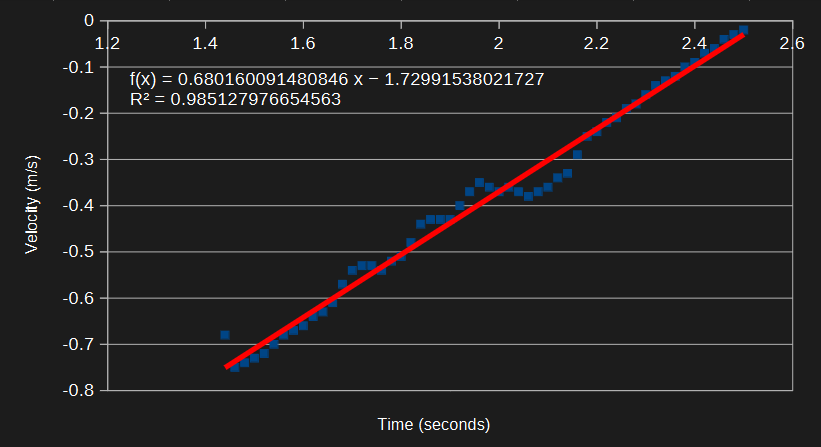 0
1.2 1.4 1.6 1.8 2 2.2 2.4 2.6
-0.1
f(x) = 0.680160091480846 x − 1.72991538021727
R² = 0.985127976654563
-0.2
-0.3
Velocity (m/s)
-0.4
-0.5
-0.6
-0.7
-0.8
Time (seconds)